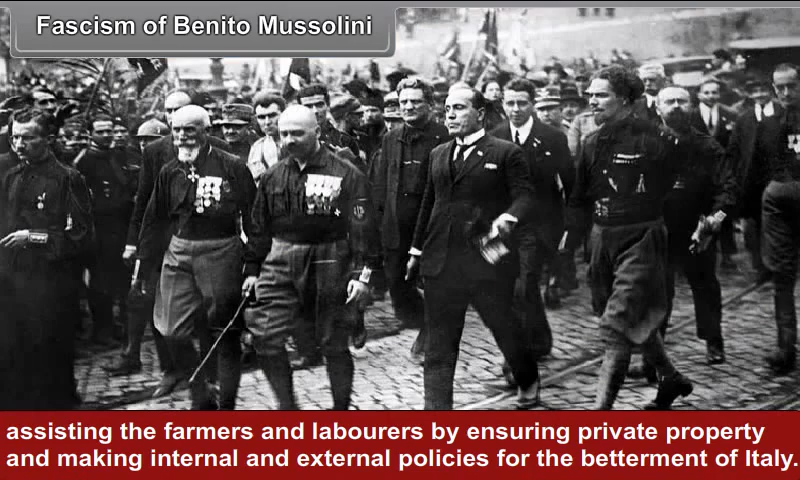 Fascism of Benito Mussolini
assisting the farmers and labourers by ensuring private property
and making internal and external policies for the betterment of Italy.